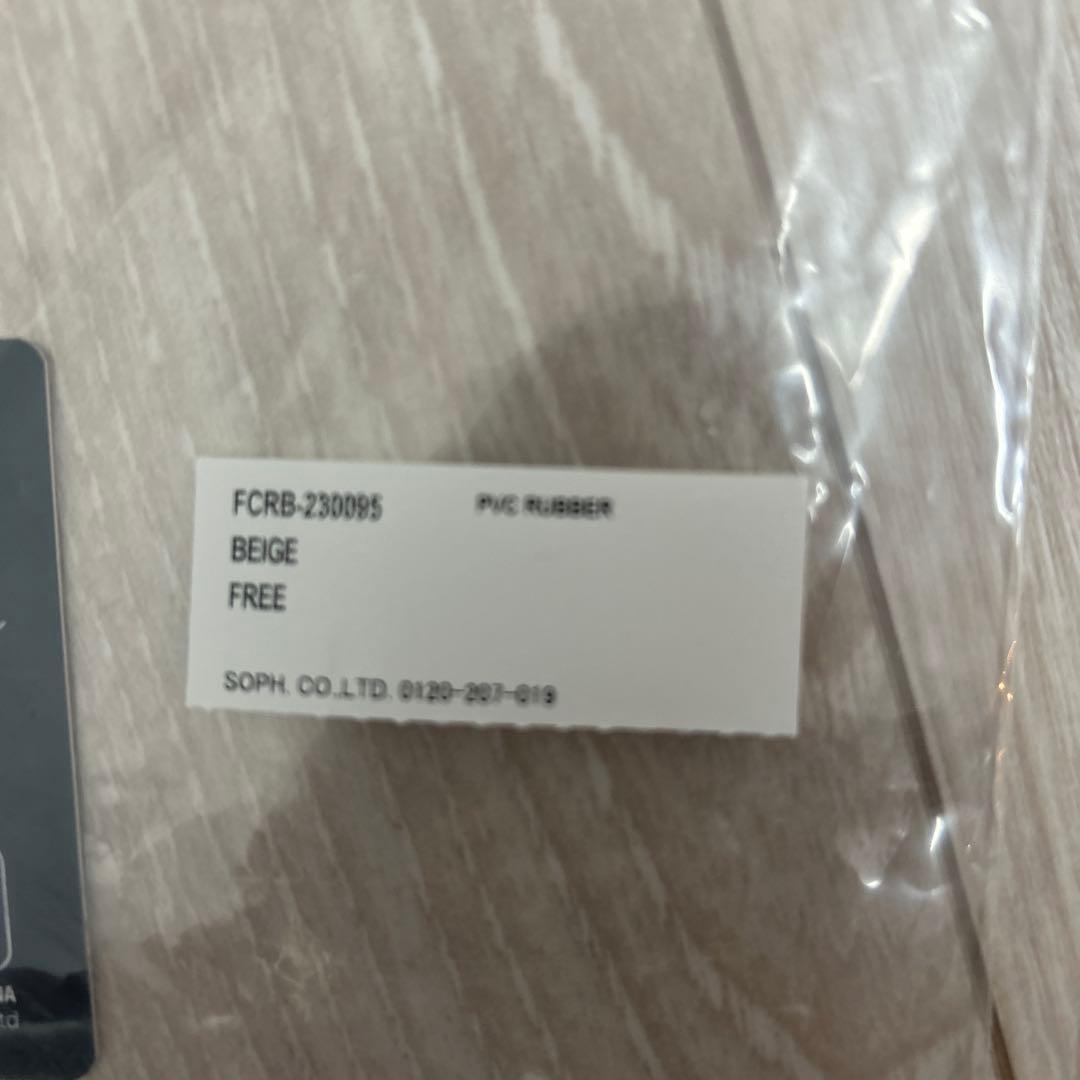 FCRB-230095 PVC RUBBER
BEIGE
FREE
SOPH. CO.,LTD. 0120-207-019